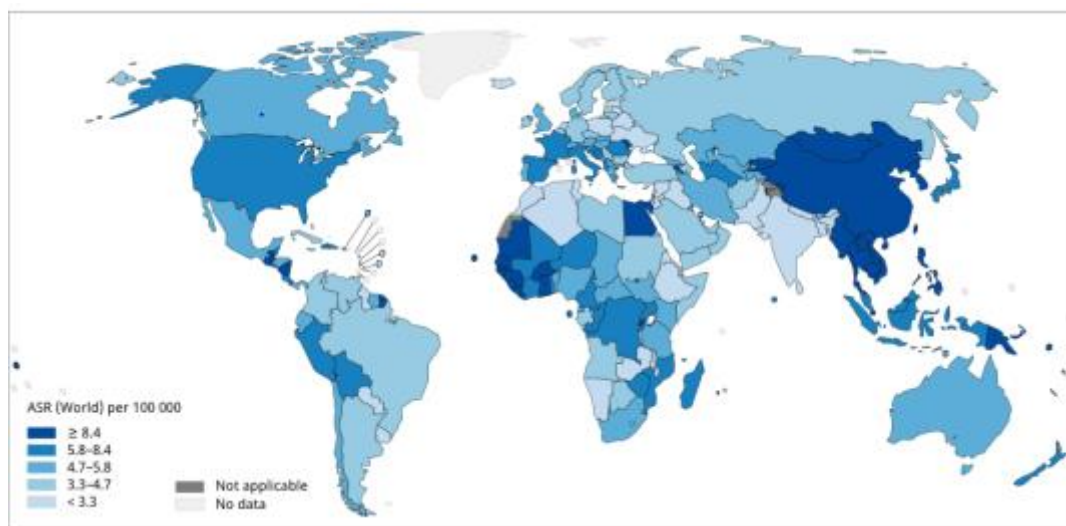 ASR (World) per 100 000
≥ 8.4
5.8–8.4
4.7–5.8
3.3–4.7
< 3.3
Not applicable
No data